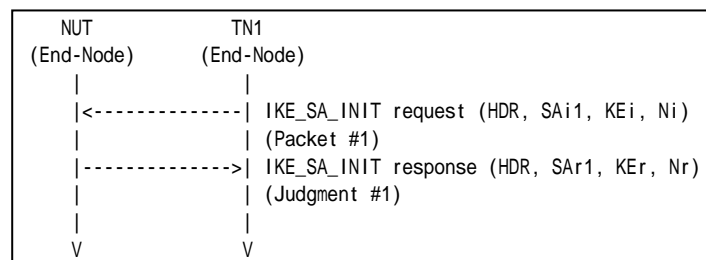 NUT TN1
(End-Node) (End-Node)
| |
|<--------------| IKE_SA_INIT request (HDR, SAi1, KEi, Ni)
| | (Packet #1)
|-------------->| IKE_SA_INIT response (HDR, SAr1, KEr, Nr)
| | (Judgment #1)
| |
V V